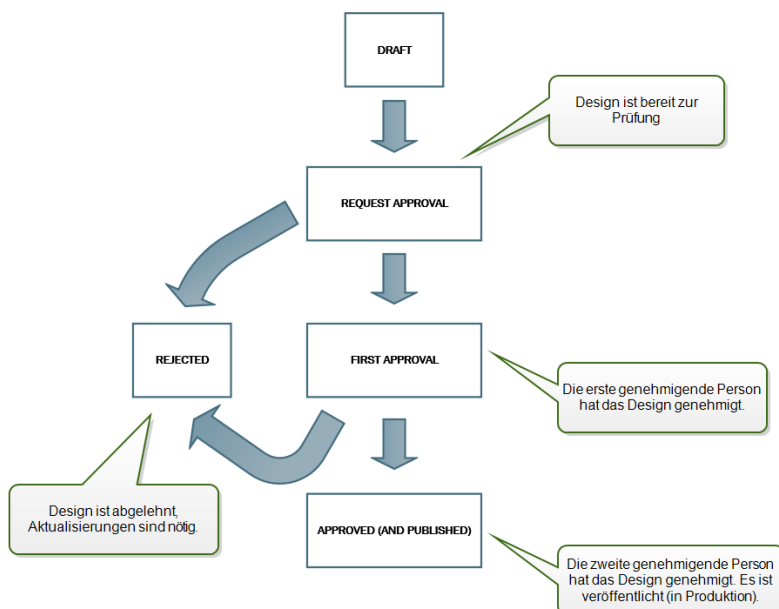 DRAFT
Design ist bereit zur
Prüfung
REQUEST APPROVAL
REJECTED
FIRST APPROVAL
Die erste genehmigende Person
hat das Design genehmigt.
Design ist abgelehnt,
Aktualisierungen sind nötig.
APPROVED (AND PUBLISHED)
Die zweite genehmigende Person
hat das Design genehmigt. Es ist
veröffentlicht (in Produktion).